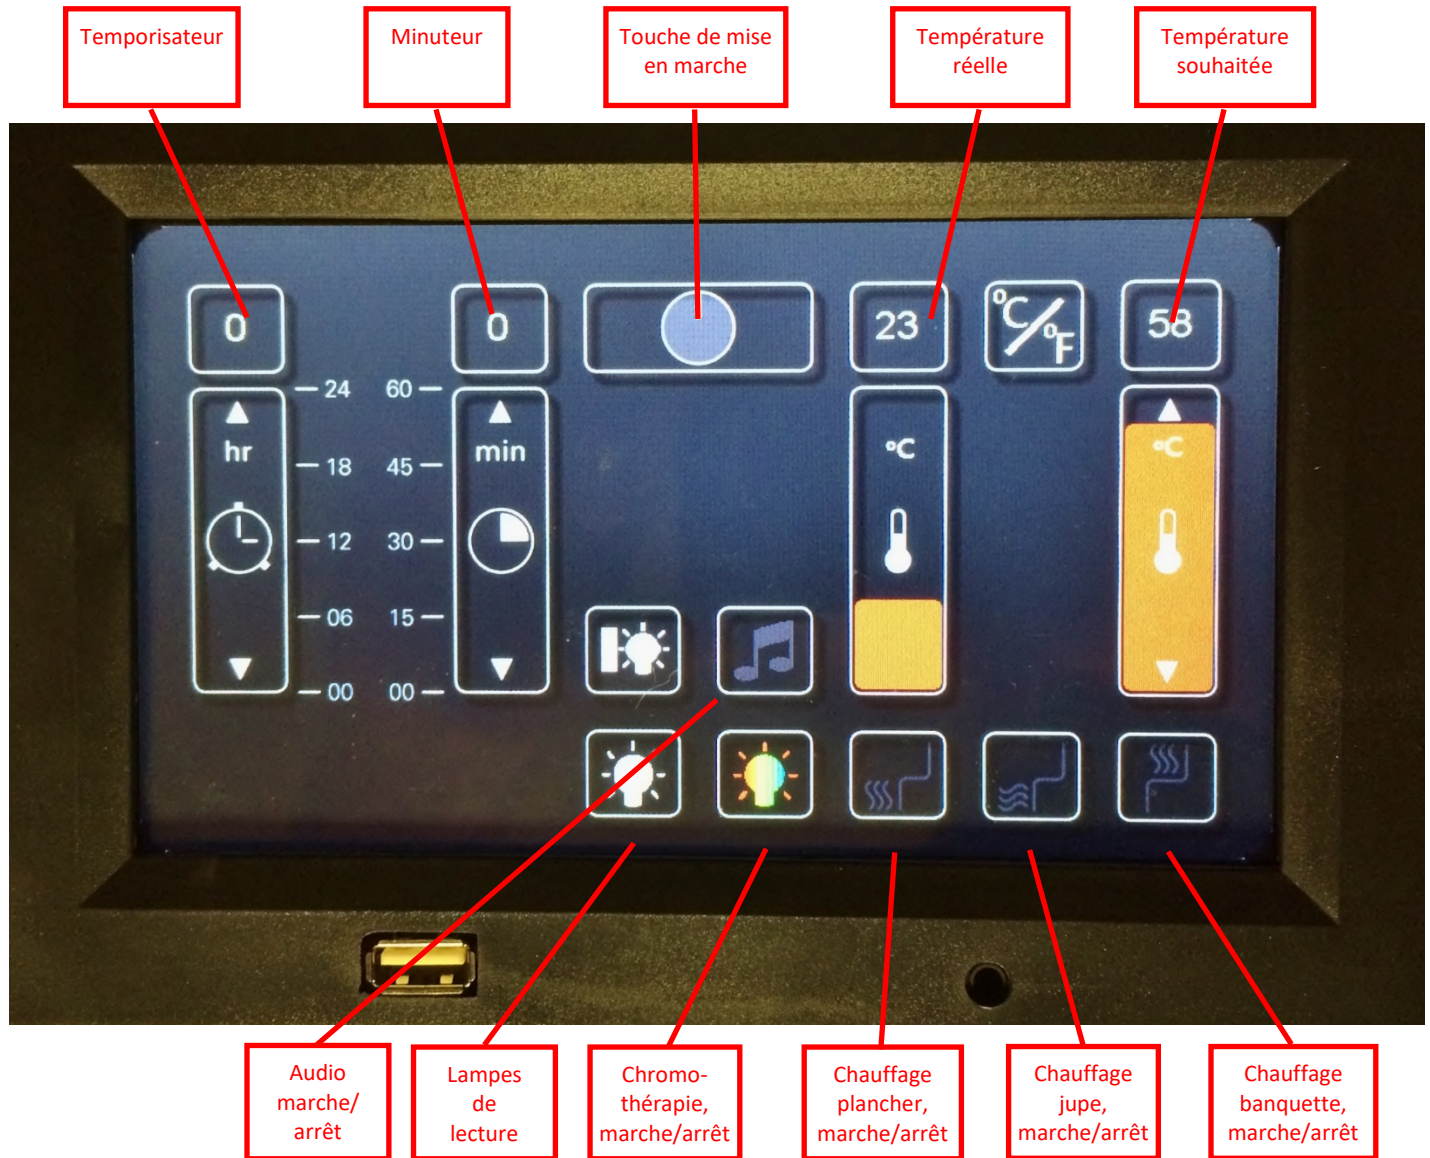 Temporisateur
Minuteur
Touche de mise
en marche
Température
réelle
Température
souhaitée
0
0
23
°C/°F
58
24
60
hr
min
°C
°C
18
45
12
30
06
15
00
00
Audio
marche/
arrêt
Lampes
de
lecture
Chromo-
thérapie,
marche/arrêt
Chauffage
plancher,
marche/arrêt
Chauffage
jupe,
marche/arrêt
Chauffage
banquette,
marche/arrêt